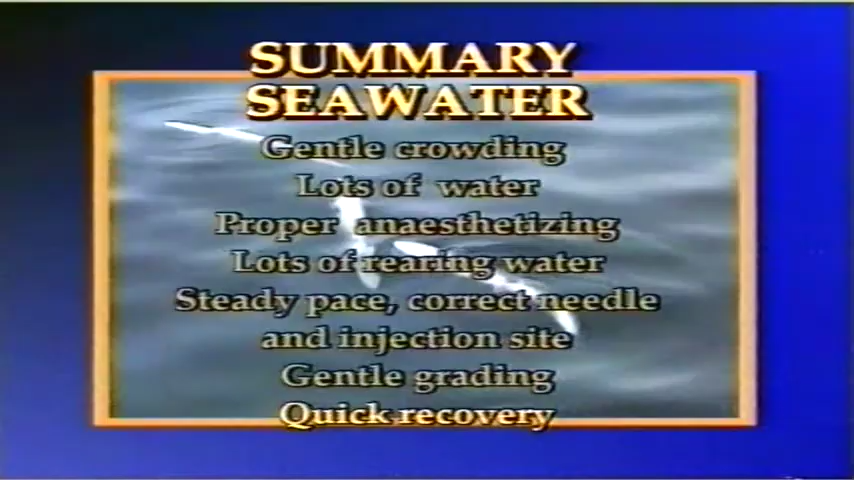 SUMMARY
SEAWATER
Gentle crowding
Lots of water
Proper anaesthetizing
Lots of rearing water
Steady pace, correct needle
and injection site
Gentle grading
Quick recovery